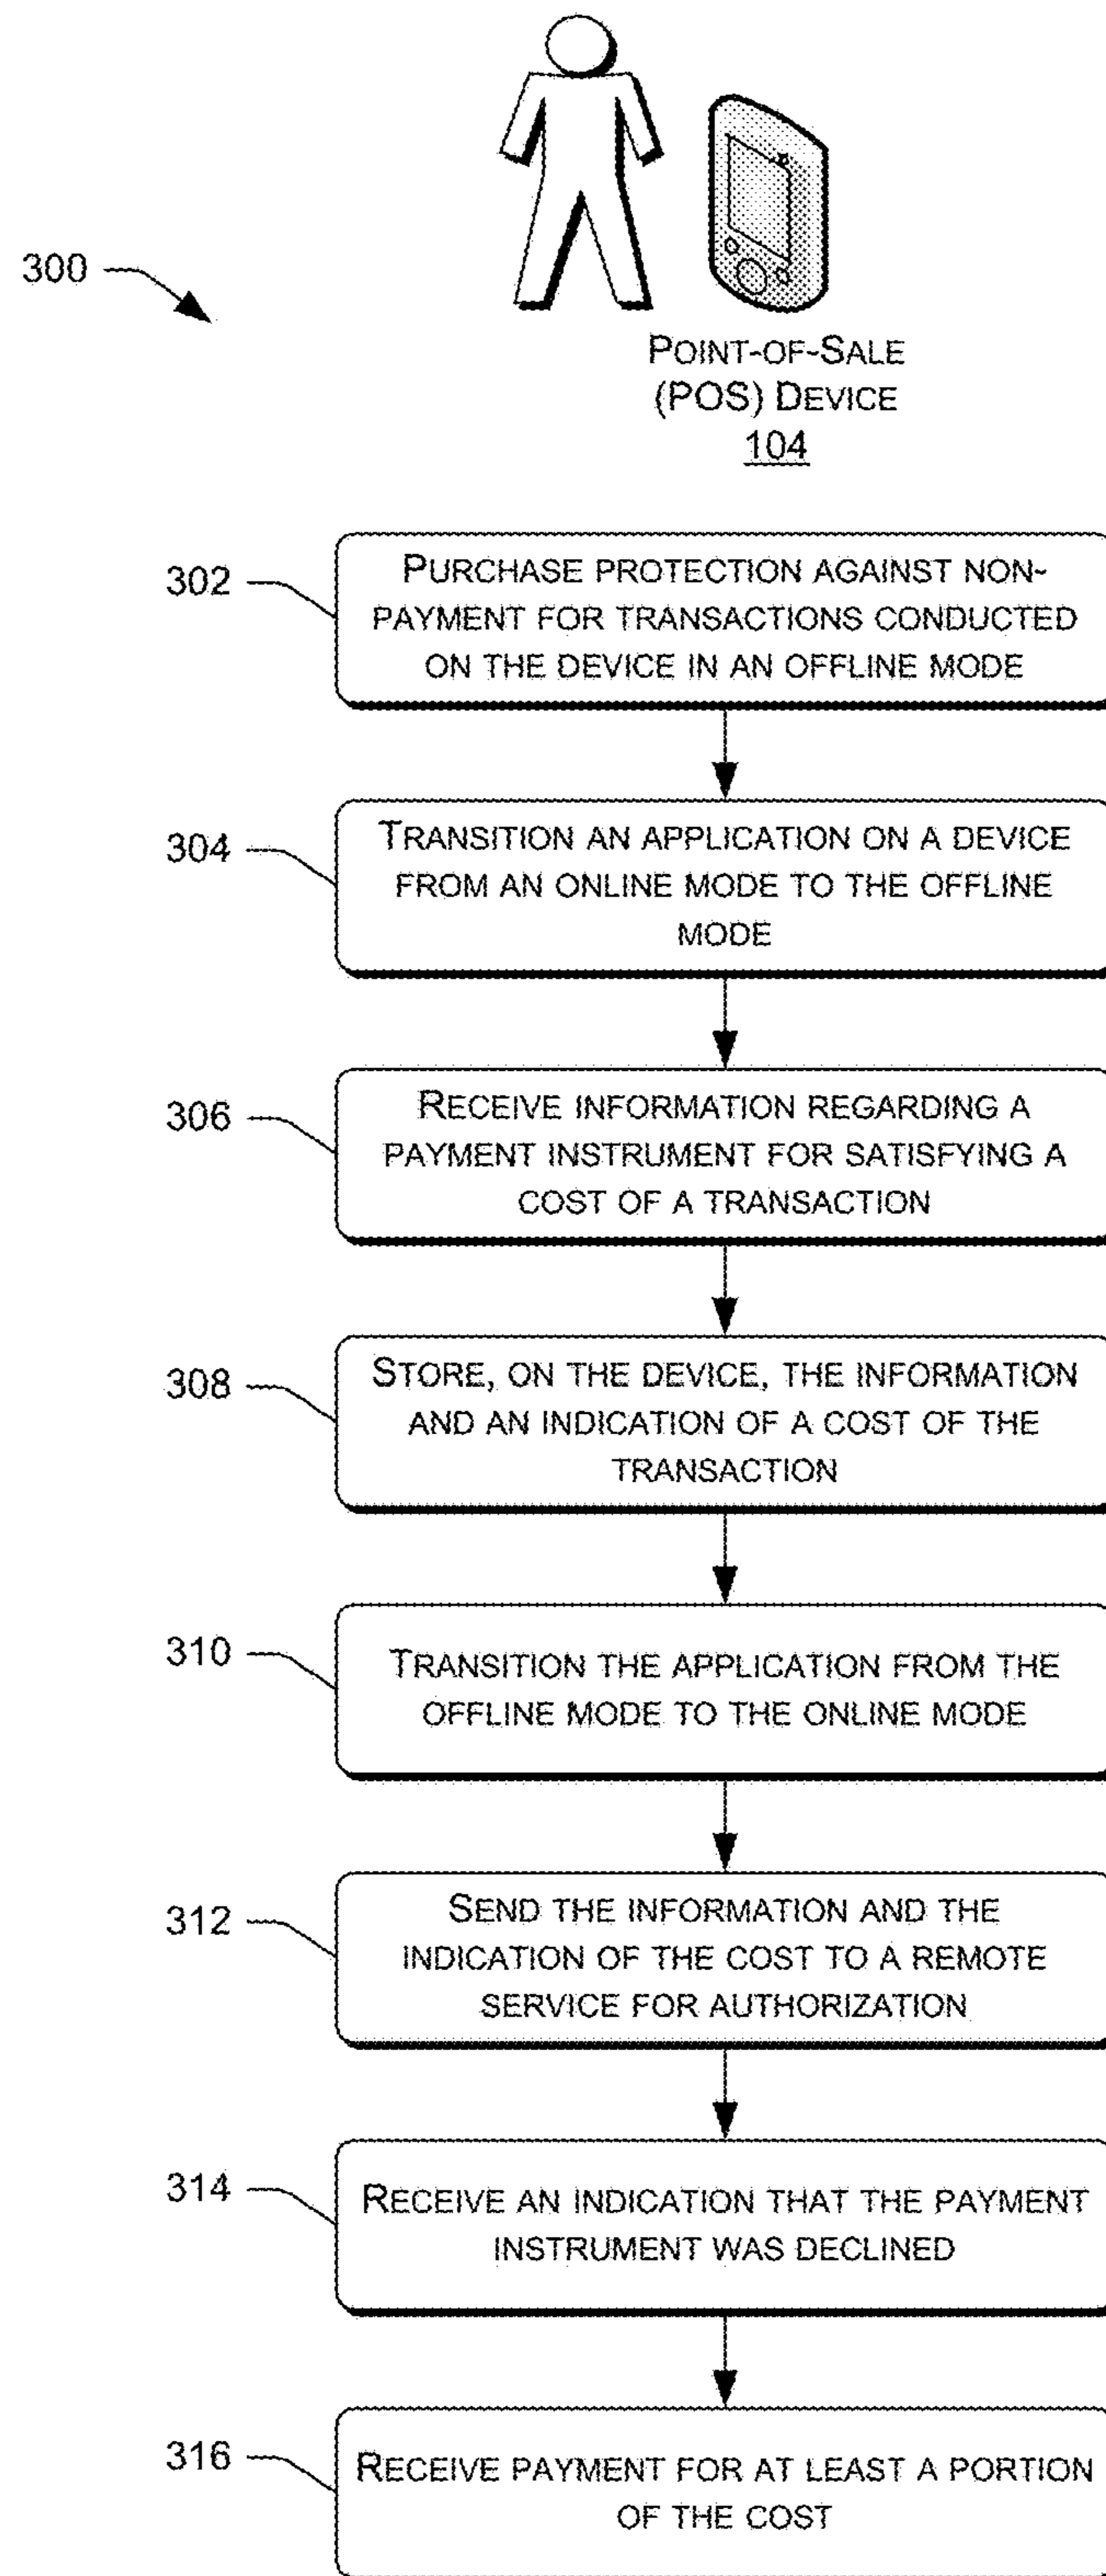 300
POINT-OF-SALE
(POS) DEVICE
104
302
PURCHASE PROTECTION AGAINST NON-
PAYMENT FOR TRANSACTIONS CONDUCTED
ON THE DEVICE IN AN OFFLINE MODE
304
TRANSITION AN APPLICATION ON A DEVICE
FROM AN ONLINE MODE TO THE OFFLINE
MODE
306
RECEIVE INFORMATION REGARDING A
PAYMENT INSTRUMENT FOR SATISFYING A
COST OF A TRANSACTION
308
STORE, ON THE DEVICE, THE INFORMATION
AND AN INDICATION OF A COST OF THE
TRANSACTION
310
TRANSITION THE APPLICATION FROM THE
OFFLINE MODE TO THE ONLINE MODE
312
SEND THE INFORMATION AND THE
INDICATION OF THE COST TO A REMOTE
SERVICE FOR AUTHORIZATION
314
RECEIVE AN INDICATION THAT THE PAYMENT
INSTRUMENT WAS DECLINED
316
RECEIVE PAYMENT FOR AT LEAST A PORTION
OF THE COST